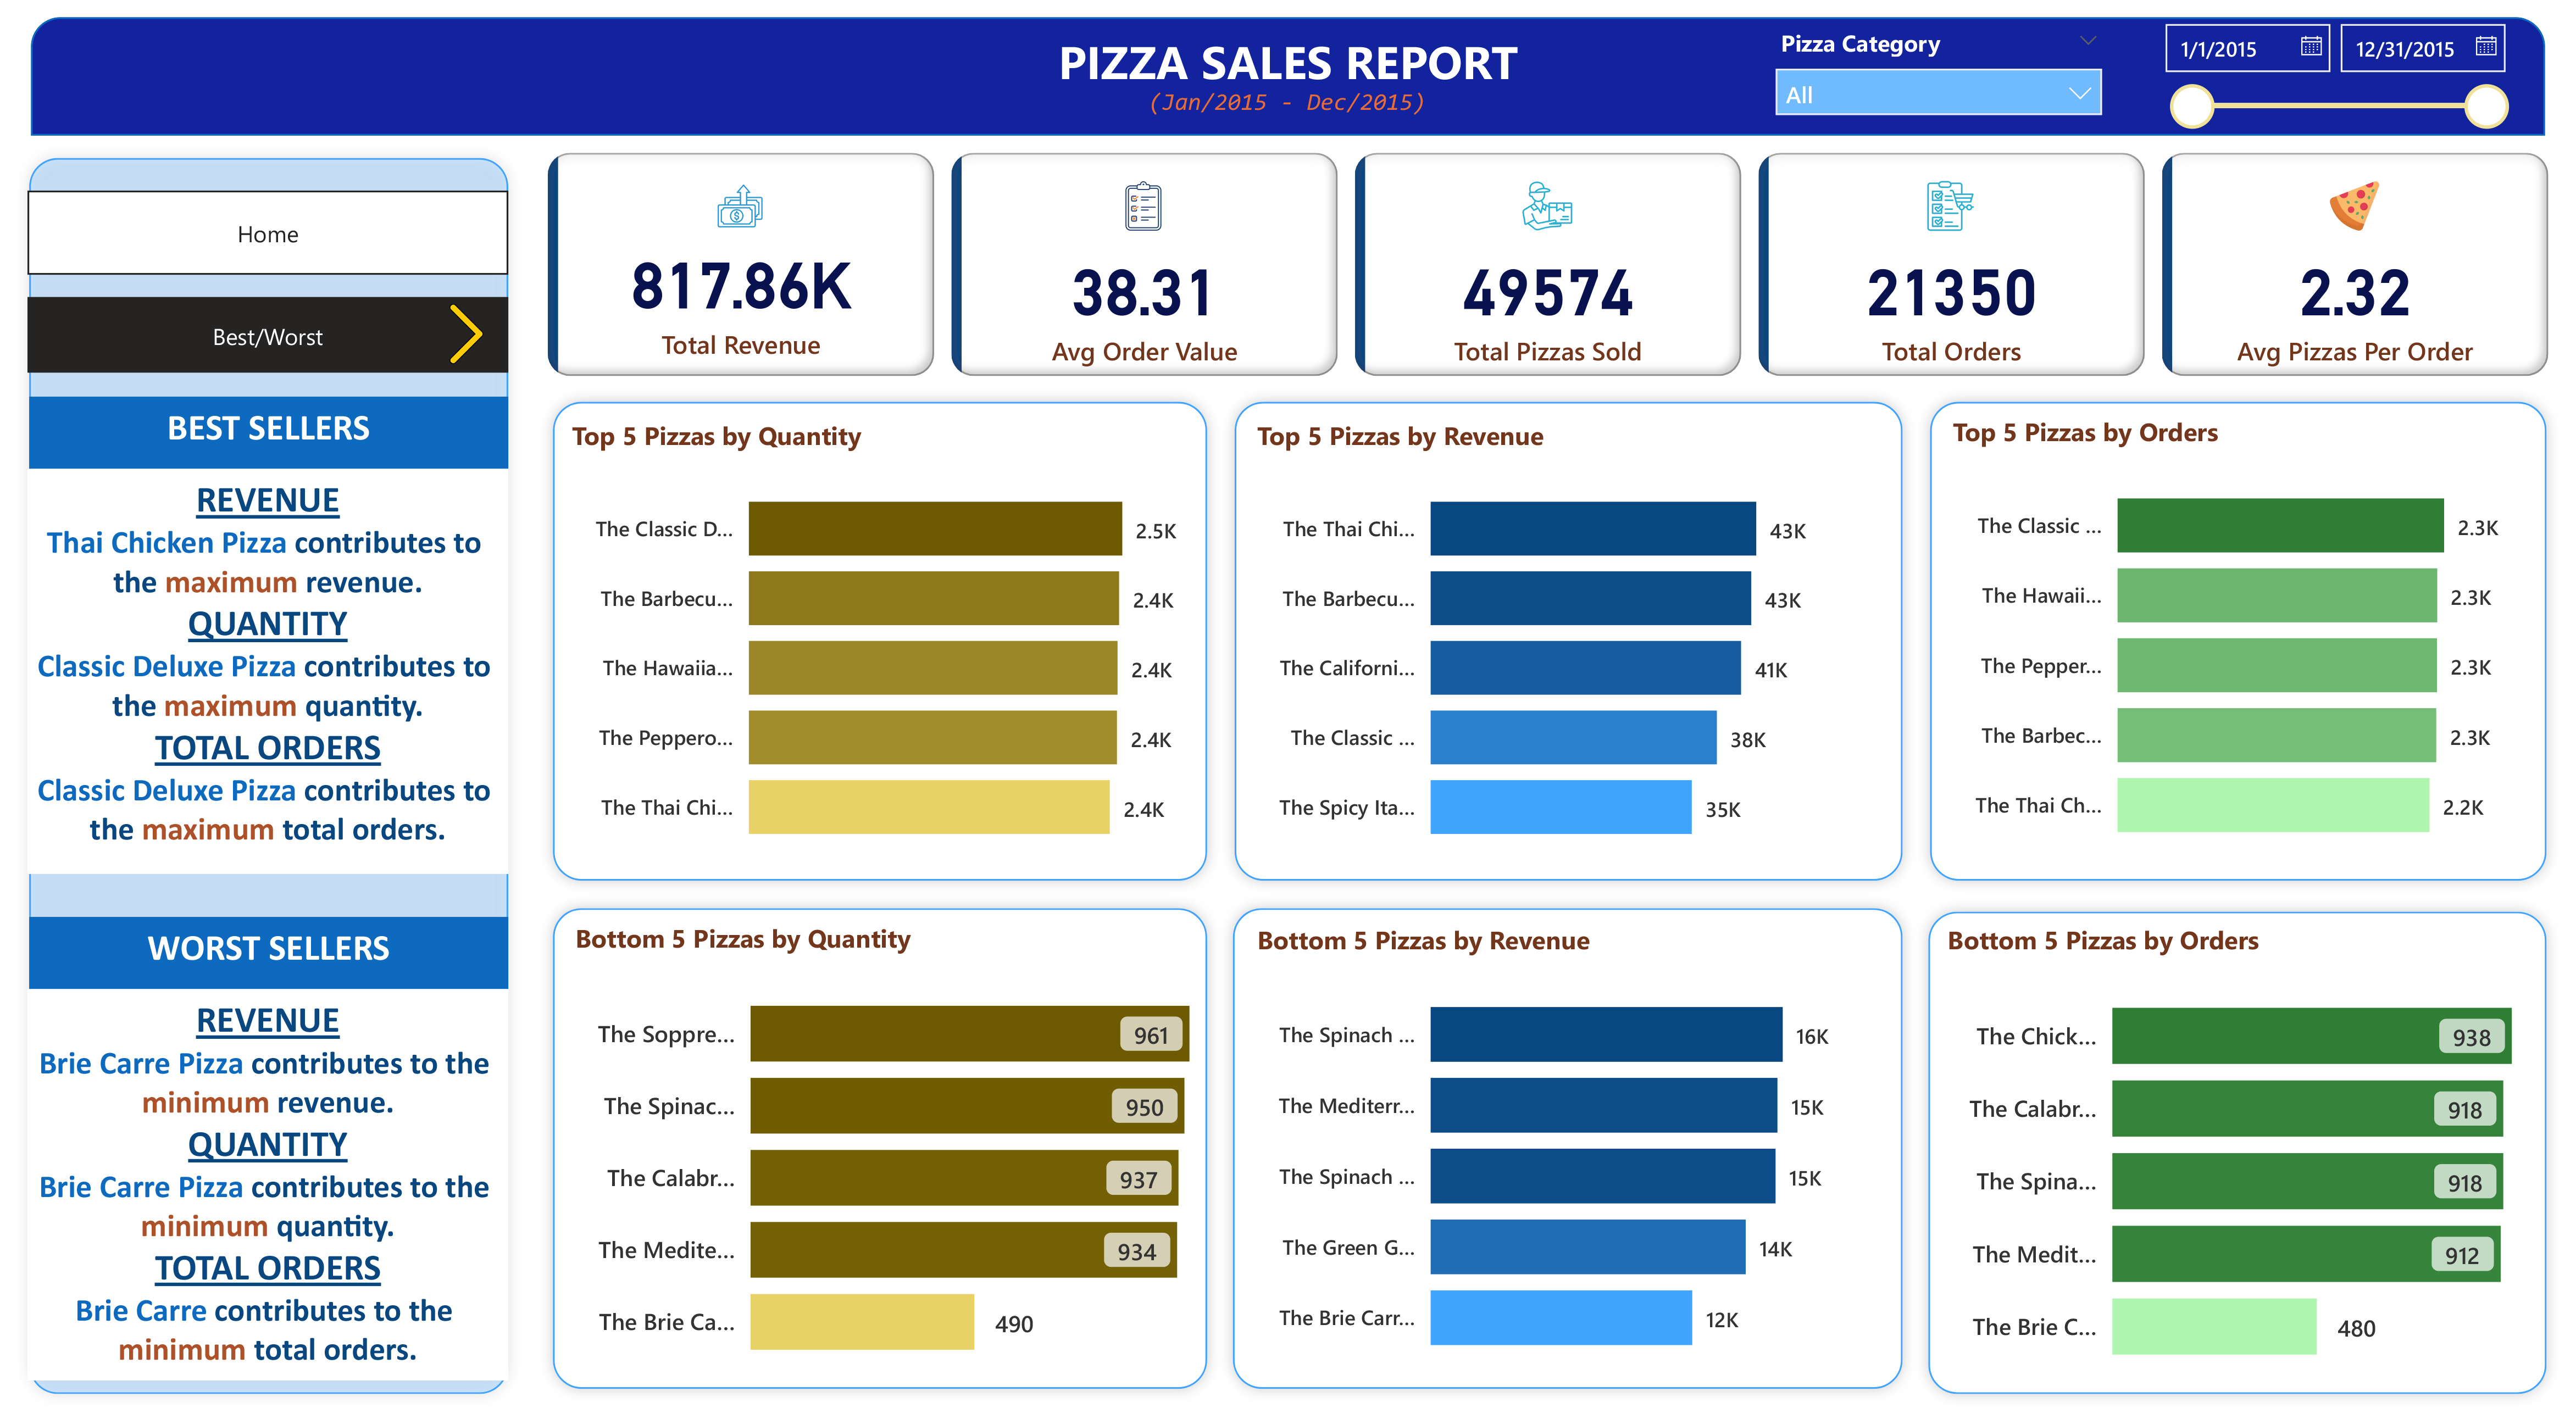 PIZZA SALES REPORT
(Jan/2015 - Dec/2015)
Pizza Category
All
1/1/2015
12/31/2015
Home
Best/Worst
BEST SELLERS
REVENUE
Thai Chicken Pizza contributes to
the maximum revenue.
QUANTITY
Classic Deluxe Pizza contributes to
the maximum quantity.
TOTAL ORDERS
Classic Deluxe Pizza contributes to
the maximum total orders.
WORST SELLERS
REVENUE
Brie Carre Pizza contributes to the
minimum revenue.
QUANTITY
Brie Carre Pizza contributes to the
minimum quantity.
TOTAL ORDERS
Brie Carre contributes to the
minimum total orders.
817.86K
Total Revenue
38.31
Avg Order Value
49574
Total Pizzas Sold
21350
Total Orders
2.32
Avg Pizzas Per Order
Top 5 Pizzas by Quantity
The Classic D... 2.5K
The Barbecu... 2.4K
The Hawaiia... 2.4K
The Peppero... 2.4K
The Thai Chi... 2.4K
Top 5 Pizzas by Revenue
The Thai Chi... 43K
The Barbecu... 43K
The Californi... 41K
The Classic ... 38K
The Spicy Ita... 35K
Top 5 Pizzas by Orders
The Classic ... 2.3K
The Hawaii... 2.3K
The Pepper... 2.3K
The Barbec... 2.3K
The Thai Ch... 2.2K
Bottom 5 Pizzas by Quantity
The Soppre... 961
The Spinac... 950
The Calabr... 937
The Medite... 934
The Brie Ca... 490
Bottom 5 Pizzas by Revenue
The Spinach ... 16K
The Mediterr... 15K
The Spinach ... 15K
The Green G... 14K
The Brie Carr... 12K
Bottom 5 Pizzas by Orders
The Chick... 938
The Calabr... 918
The Spina... 918
The Medit... 912
The Brie C... 480